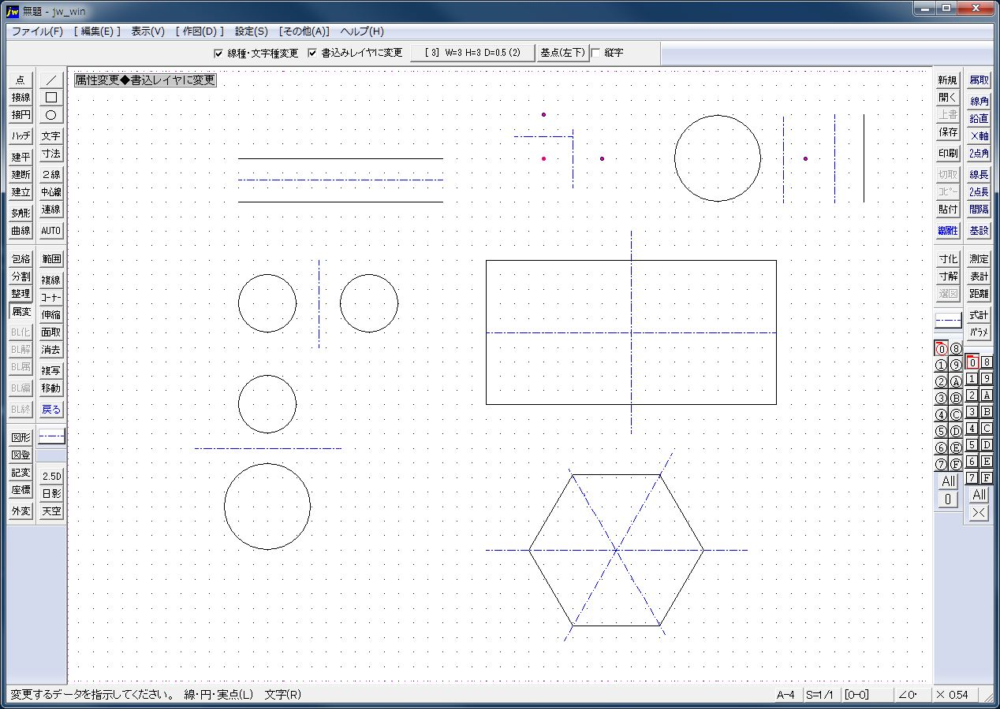 無題 - jw_win
ファイル(F) [ 編集(E) ] 表示(V) [ 作図(D) ] 設定(S) [その他(A)] ヘルプ(H)
線種・文字種変更 書込みレイヤに変更 [ 3] W=3 H=3 D=0.5 (2) 基点(左下) 縦字
属性変更◆書込レイヤに変更
点
接線
接円
ハッチ
建平
建断
建立
多角形
曲線
包絡
分割
整理
属変
BL化
BL解
BL属
BL編
BL終
図形
図登
記変
座標
外変
／
□
○
文字
寸法
２線
中心線
連線
AUTO
範囲
複線
コーナー
伸縮
面取
消去
複写
移動
戻る
2.5D
日影
天空
新規
開く
上書
保存
印刷
切取
コピー
貼付
線属性
寸化
寸解
選図
0 8
1 9
2 A
3 B
4 C
5 D
6 E
7 F
All
0
属取
線角
鉛直
X軸
2点角
線長
2点長
間隔
基設
測定
表計
距離
式計
パラメ
0 8
1 9
2 A
3 B
4 C
5 D
6 E
7 F
All
×
変更するデータを指示してください。 線・円・実点(L) 文字(R)
A-4 S=1/1 [0-0] ∠0・ × 0.54